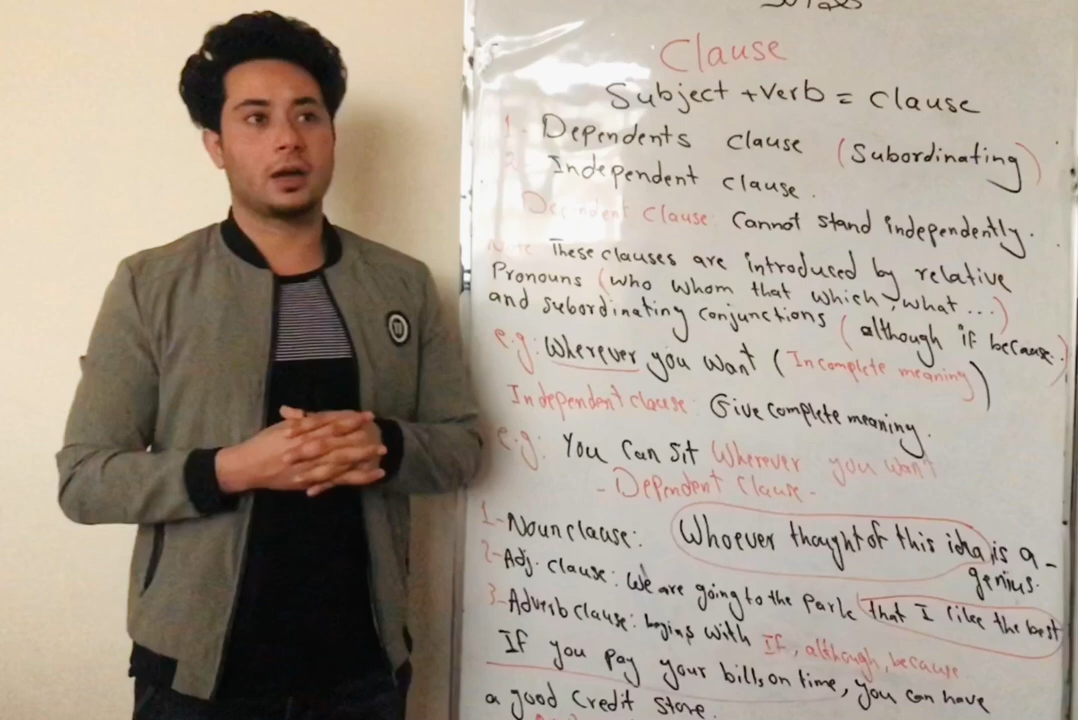 Clause
Subject + Verb = Clause
1- Dependents clause (Subordinating)
2- Independent clause.
Dependent clause: Cannot stand independently.
Note These clauses are introduced by relative
Pronouns (who whom that which, what...)
and subordinating conjunctions (although if because.)
e.g. Wherever you want (Incomplete meaning)
Independent clause: Give complete meaning.
e.g: You Can Sit Wherever you want
- Dependent Clause -
1- Noun clause: Whoever thought of this idea is a-
genius.
2- Adj. clause: We are going to the park that I like the best
3- Adverb clause: begins with If, although, because
If you pay your bills on time, you can have
a good Credit store.